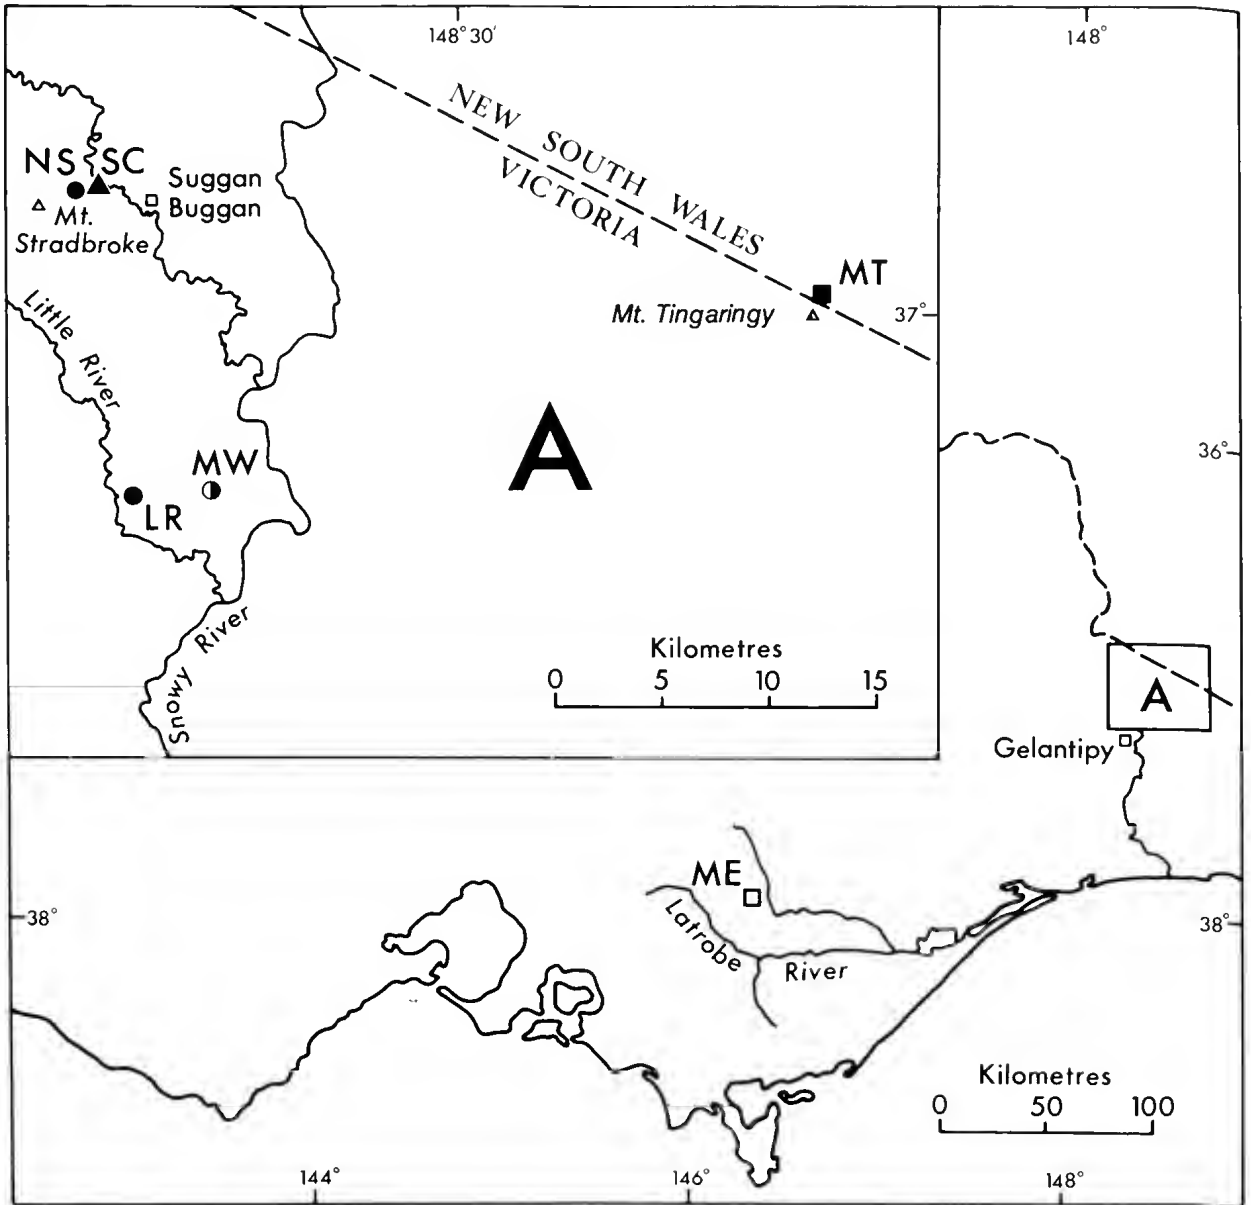 148°30'
148°
NEW SOUTH WALES
VICTORIA
NS
SC
Suggan
Buggan
Mt.
Stradbroke
MT
Mt. Tingaringy
37°
Little River
A
36°
MW
LR
Snowy River
Kilometres
0 5 10 15
A
Gelantipy
ME
38°
Latrobe River
38°
Kilometres
0 50 100
144°
146°
148°